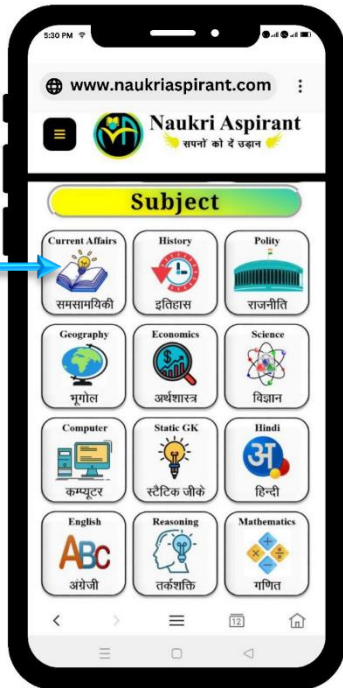 5:30 PM
www.naukriaspirant.com
Naukri Aspirant
सपनों को दें उड़ान
Subject
Current Affairs
समसामयिकी
History
इतिहास
Polity
राजनीति
Geography
भूगोल
Economics
अर्थशास्त्र
Science
विज्ञान
Computer
कम्प्यूटर
Static GK
स्टैटिक जीके
Hindi
अ
हिन्दी
English
ABC
अंग्रेजी
Reasoning
तर्कशक्ति
Mathematics
गणित
12